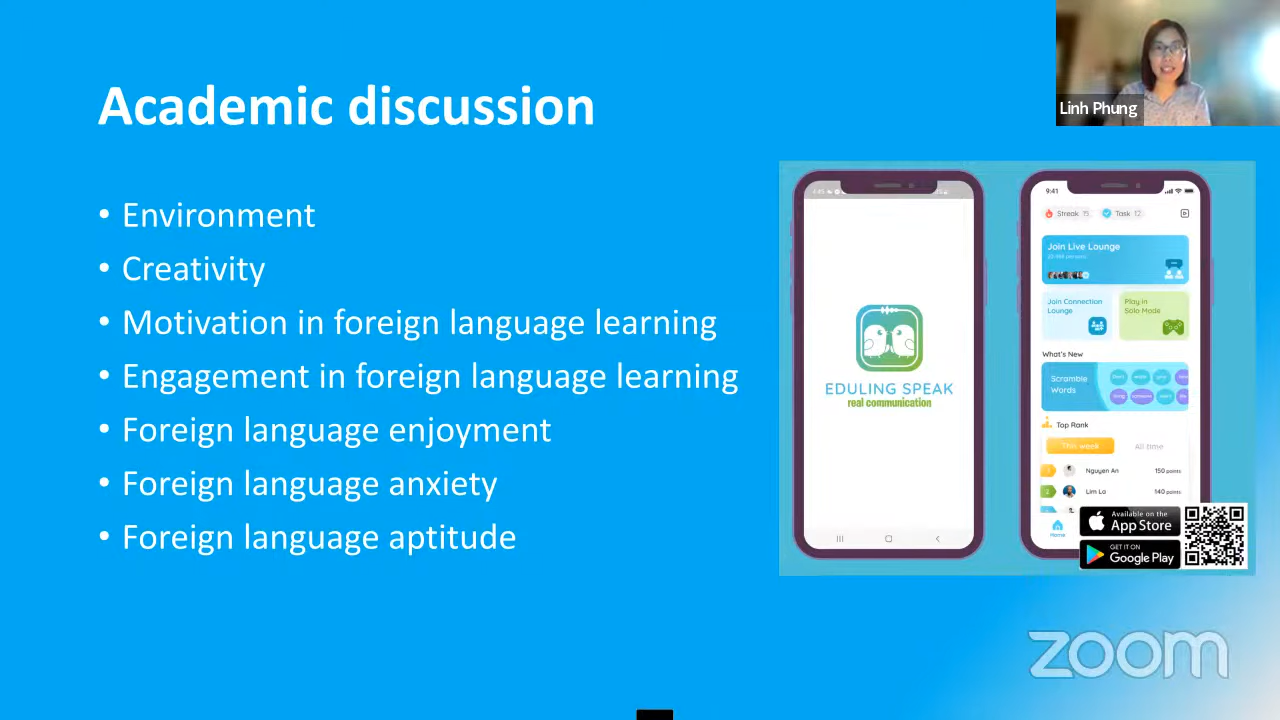 Academic discussion
Linh Phung
• Environment
• Creativity
• Motivation in foreign language learning
• Engagement in foreign language learning
• Foreign language enjoyment
• Foreign language anxiety
• Foreign language aptitude
EDULING SPEAK
real communication
9:41
Streak 15 Task 12
Join Live Lounge
Join Connection
Lounge
Play in
Solo Mode
What's New
Scramble
Words
Top Rank
This week All time
Nguyen An 150 points
2 Lim La 140 points
Home
Available on the
App Store
GET IT ON
Google Play
zoom